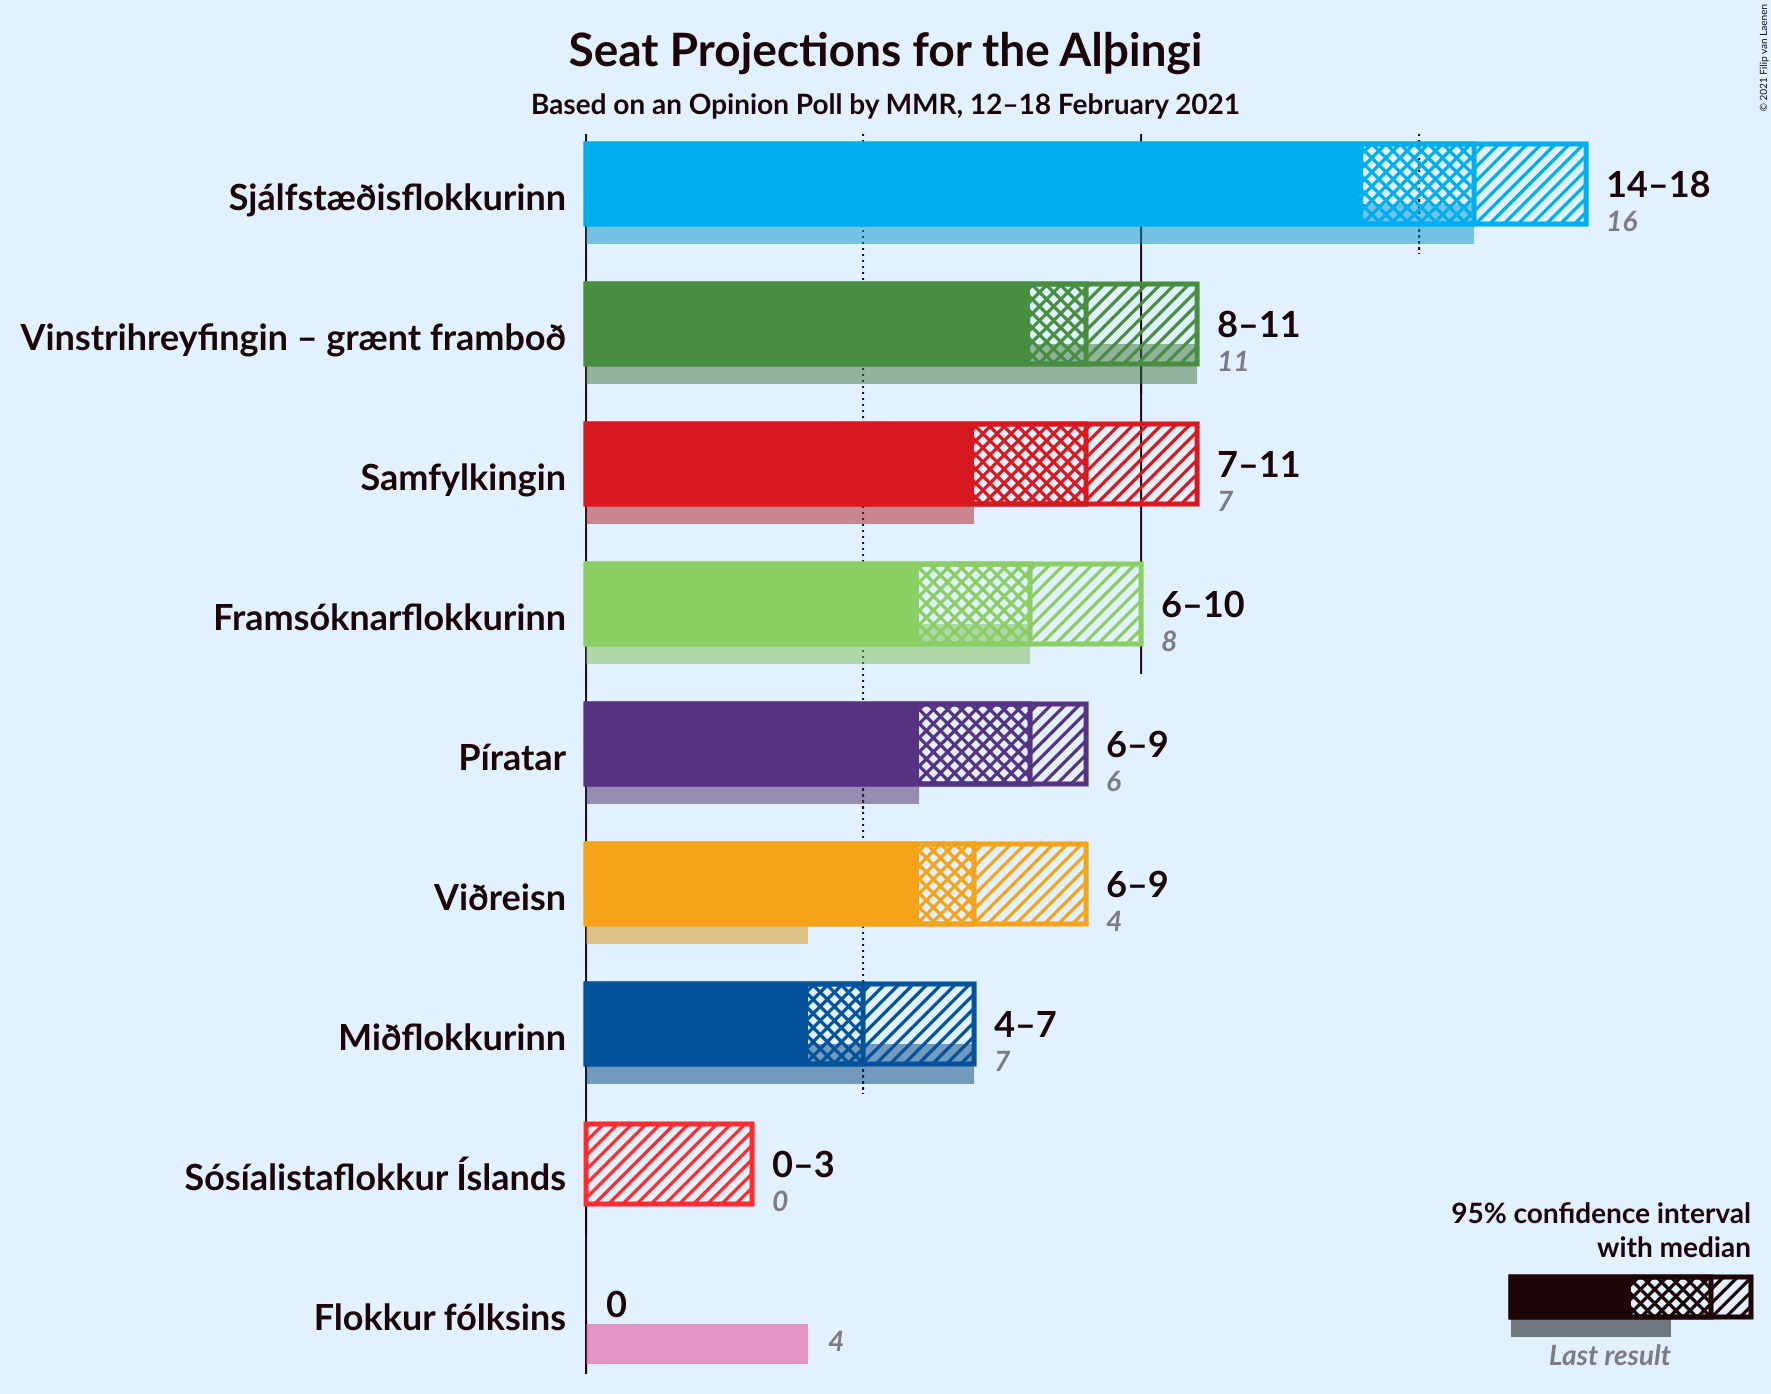 Seat Projections for the Alþingi
Based on an Opinion Poll by MMR, 12–18 February 2021
© 2021 Filip van Laenen
Sjálfstæðisflokkurinn
14–18
16
Vinstrihreyfingin – grænt framboð
8–11
11
Samfylkingin
7–11
7
Framsóknarflokkurinn
6–10
8
Píratar
6–9
6
Viðreisn
6–9
4
Miðflokkurinn
4–7
7
Sósíalistaflokkur Íslands
0–3
0
Flokkur fólksins
0
4
95% confidence interval
with median
Last result